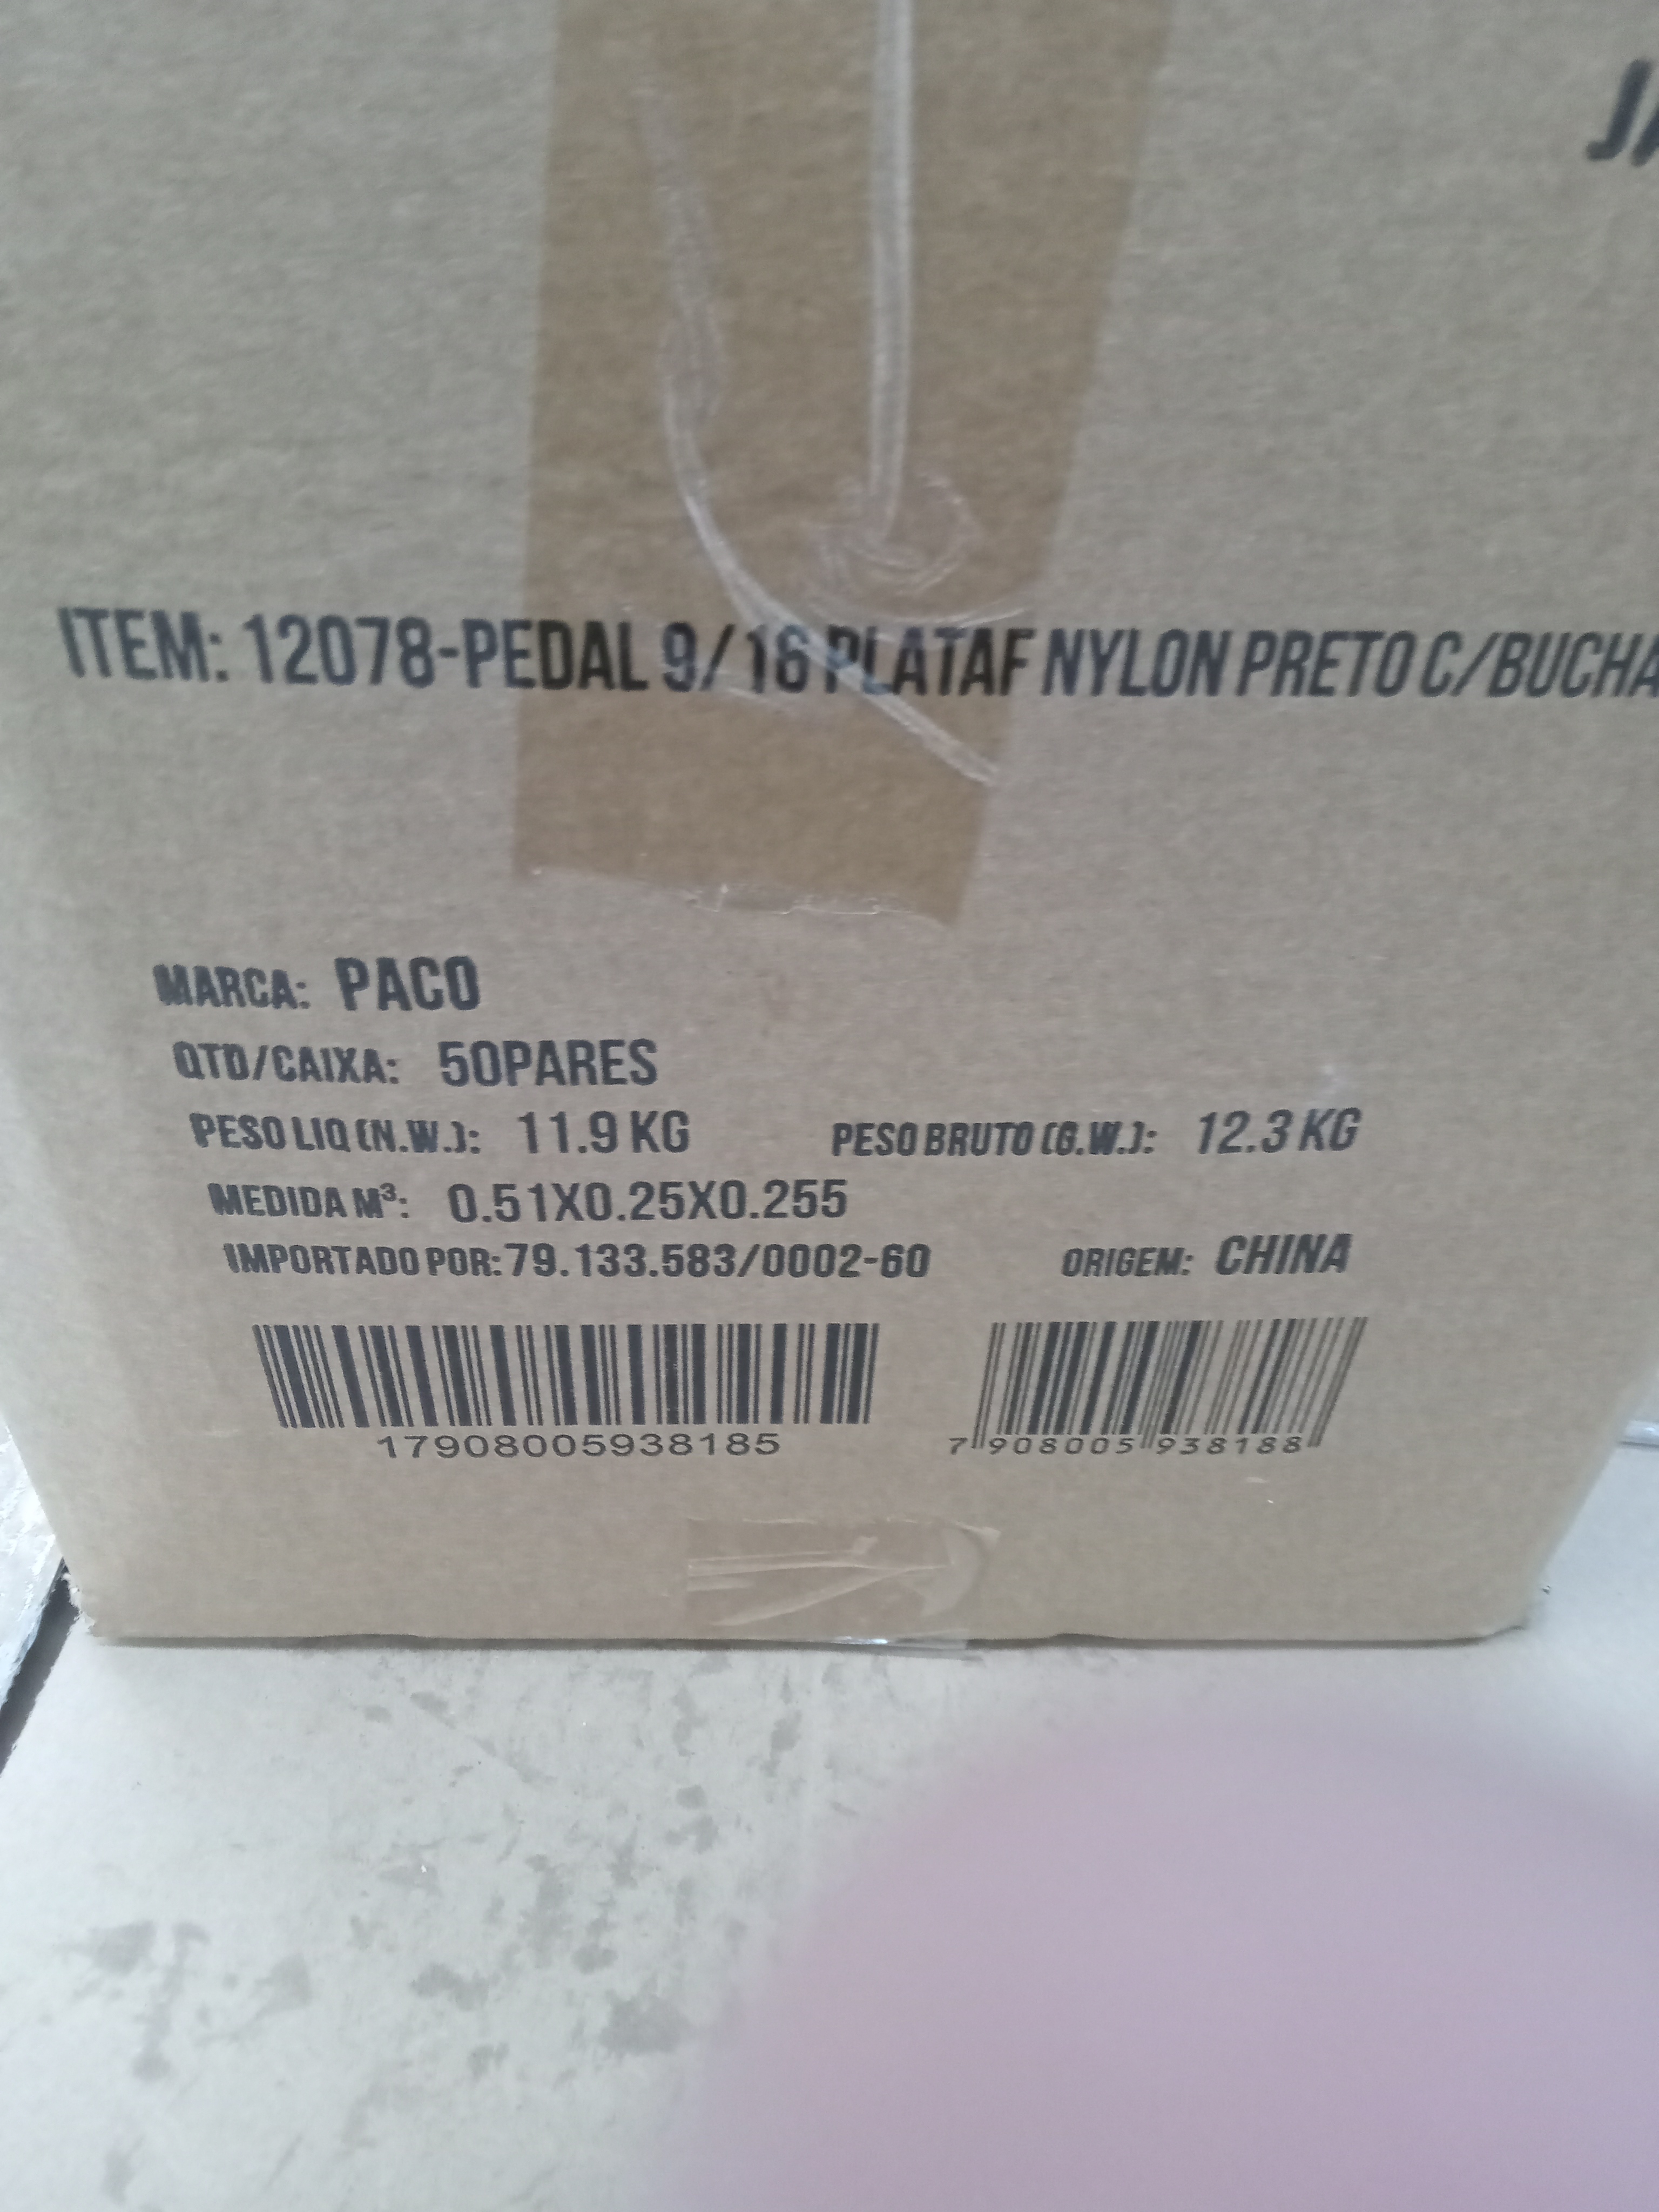 ITEM: 12078-PEDAL 9/16 PLATAF NYLON PRETO C/BUCHA
MARCA: PACO
QTD/CAIXA: 50PARES
PESO LIQ (N.W.): 11.9 KG PESO BRUTO (G.W.): 12.3 KG
MEDIDA M³: 0.51X0.25X0.255
IMPORTADO POR: 79.133.583/0002-60 ORIGEM: CHINA
17908005938185 7 908005 938188